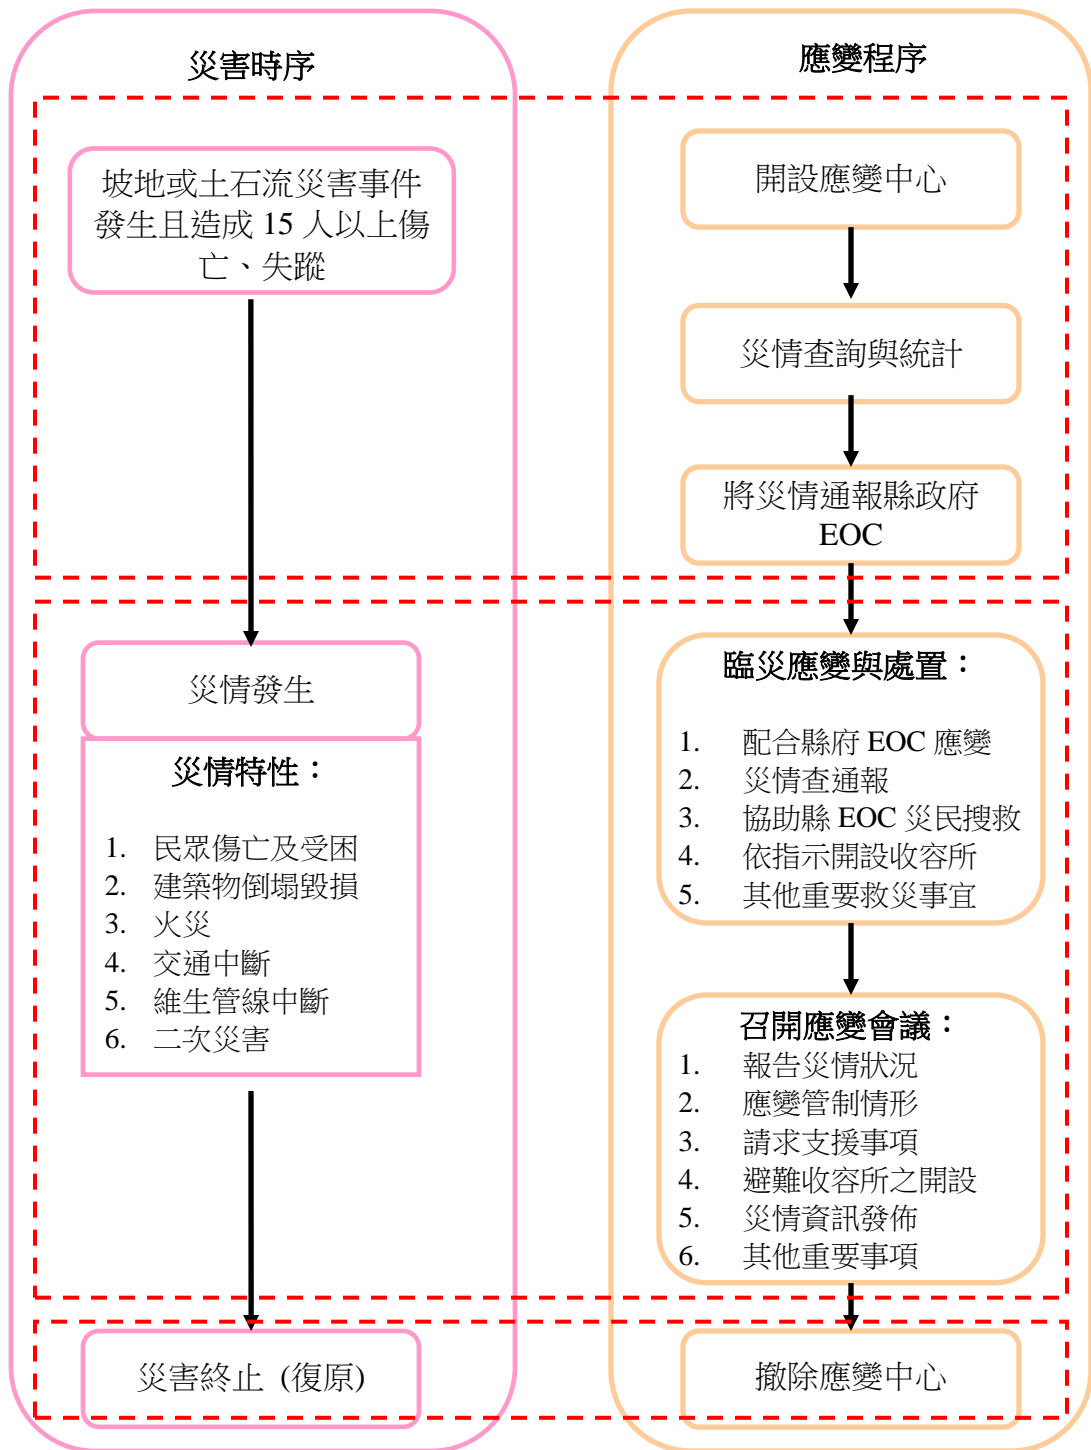 災害時序
坡地或土石流災害事件
發生且造成 15 人以上傷
亡、失蹤
災情發生
災情特性：
1. 民眾傷亡及受困
2. 建築物倒塌毀損
3. 火災
4. 交通中斷
5. 維生管線中斷
6. 二次災害
災害終止 (復原)
應變程序
開設應變中心
災情查詢與統計
將災情通報縣政府
EOC
臨災應變與處置：
1. 配合縣府 EOC 應變
2. 災情查通報
3. 協助縣 EOC 災民搜救
4. 依指示開設收容所
5. 其他重要救災事宜
召開應變會議：
1. 報告災情狀況
2. 應變管制情形
3. 請求支援事項
4. 避難收容所之開設
5. 災情資訊發佈
6. 其他重要事項
撤除應變中心